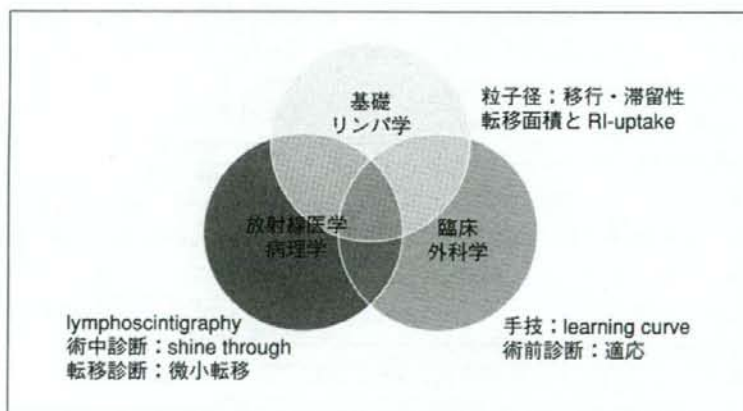 基礎
リンパ学
粒子径：移行・滞留性
転移面積と RI-uptake
放射線医学
病理学
臨床
外科学
lymphoscintigraphy
術中診断：shine through
転移診断：微小転移
手技：learning curve
術前診断：適応